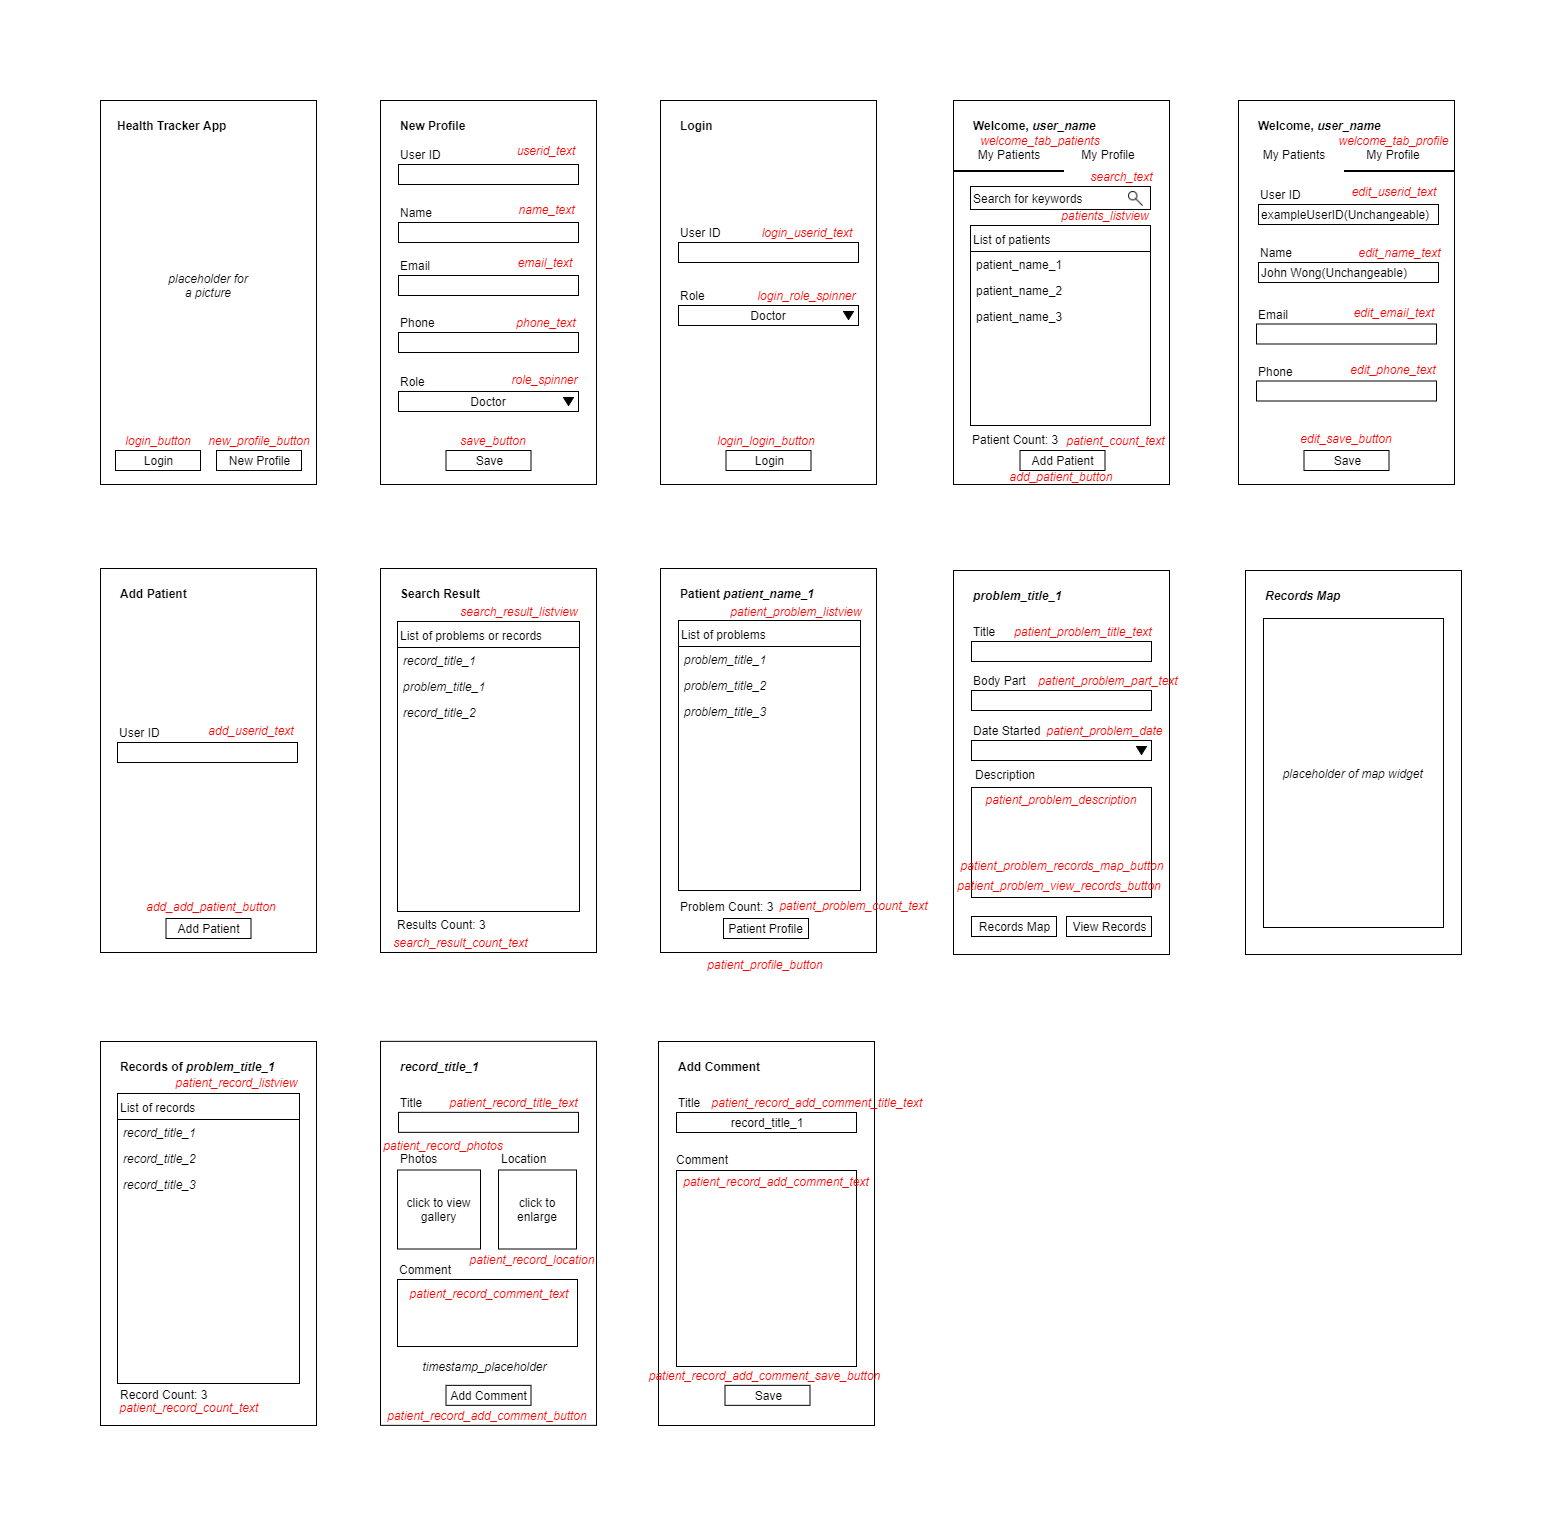 Health Tracker App
placeholder for
a picture
login_button
new_profile_button
Login
New Profile
New Profile
User ID
userid_text
Name
name_text
Email
email_text
Phone
phone_text
Role
role_spinner
Doctor
save_button
Save
Login
User ID
login_userid_text
Role
login_role_spinner
Doctor
login_login_button
Login
Welcome, user_name
welcome_tab_patients
My Patients
My Profile
search_text
Search for keywords
patients_listview
List of patients
patient_name_1
patient_name_2
patient_name_3
Patient Count: 3
patient_count_text
Add Patient
add_patient_button
Welcome, user_name
welcome_tab_profile
My Patients
My Profile
User ID
edit_userid_text
exampleUserID(Unchangeable)
Name
edit_name_text
John Wong(Unchangeable)
Email
edit_email_text
Phone
edit_phone_text
edit_save_button
Save
Add Patient
User ID
add_userid_text
add_add_patient_button
Add Patient
Search Result
search_result_listview
List of problems or records
record_title_1
problem_title_1
record_title_2
Results Count: 3
search_result_count_text
Patient patient_name_1
patient_problem_listview
List of problems
problem_title_1
problem_title_2
problem_title_3
Problem Count: 3
patient_problem_count_text
Patient Profile
patient_profile_button
problem_title_1
Title
patient_problem_title_text
Body Part
patient_problem_part_text
Date Started
patient_problem_date
Description
patient_problem_description
patient_problem_records_map_button
patient_problem_view_records_button
Records Map
View Records
Records Map
placeholder of map widget
Records of problem_title_1
patient_record_listview
List of records
record_title_1
record_title_2
record_title_3
Record Count: 3
patient_record_count_text
record_title_1
Title
patient_record_title_text
patient_record_photos
Photos
Location
click to view
gallery
click to
enlarge
patient_record_location
Comment
patient_record_comment_text
timestamp_placeholder
Add Comment
patient_record_add_comment_button
Add Comment
Title
patient_record_add_comment_title_text
record_title_1
Comment
patient_record_add_comment_text
patient_record_add_comment_save_button
Save